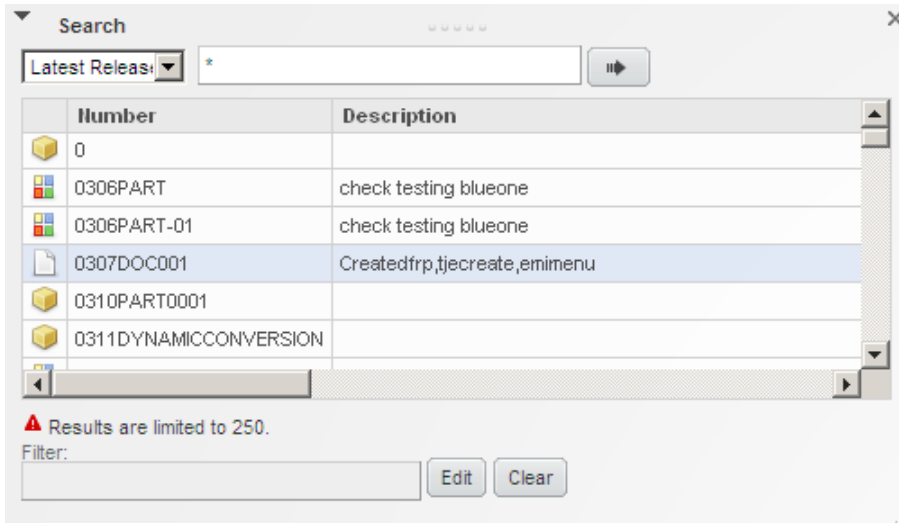 Search
Latest Release *
Number Description
0
0306PART check testing blueone
0306PART-01 check testing blueone
0307DOC001 Createdfrp,tjecreate,emimenu
0310PART0001
0311DYNAMICCONVERSION
Results are limited to 250.
Filter:
Edit Clear